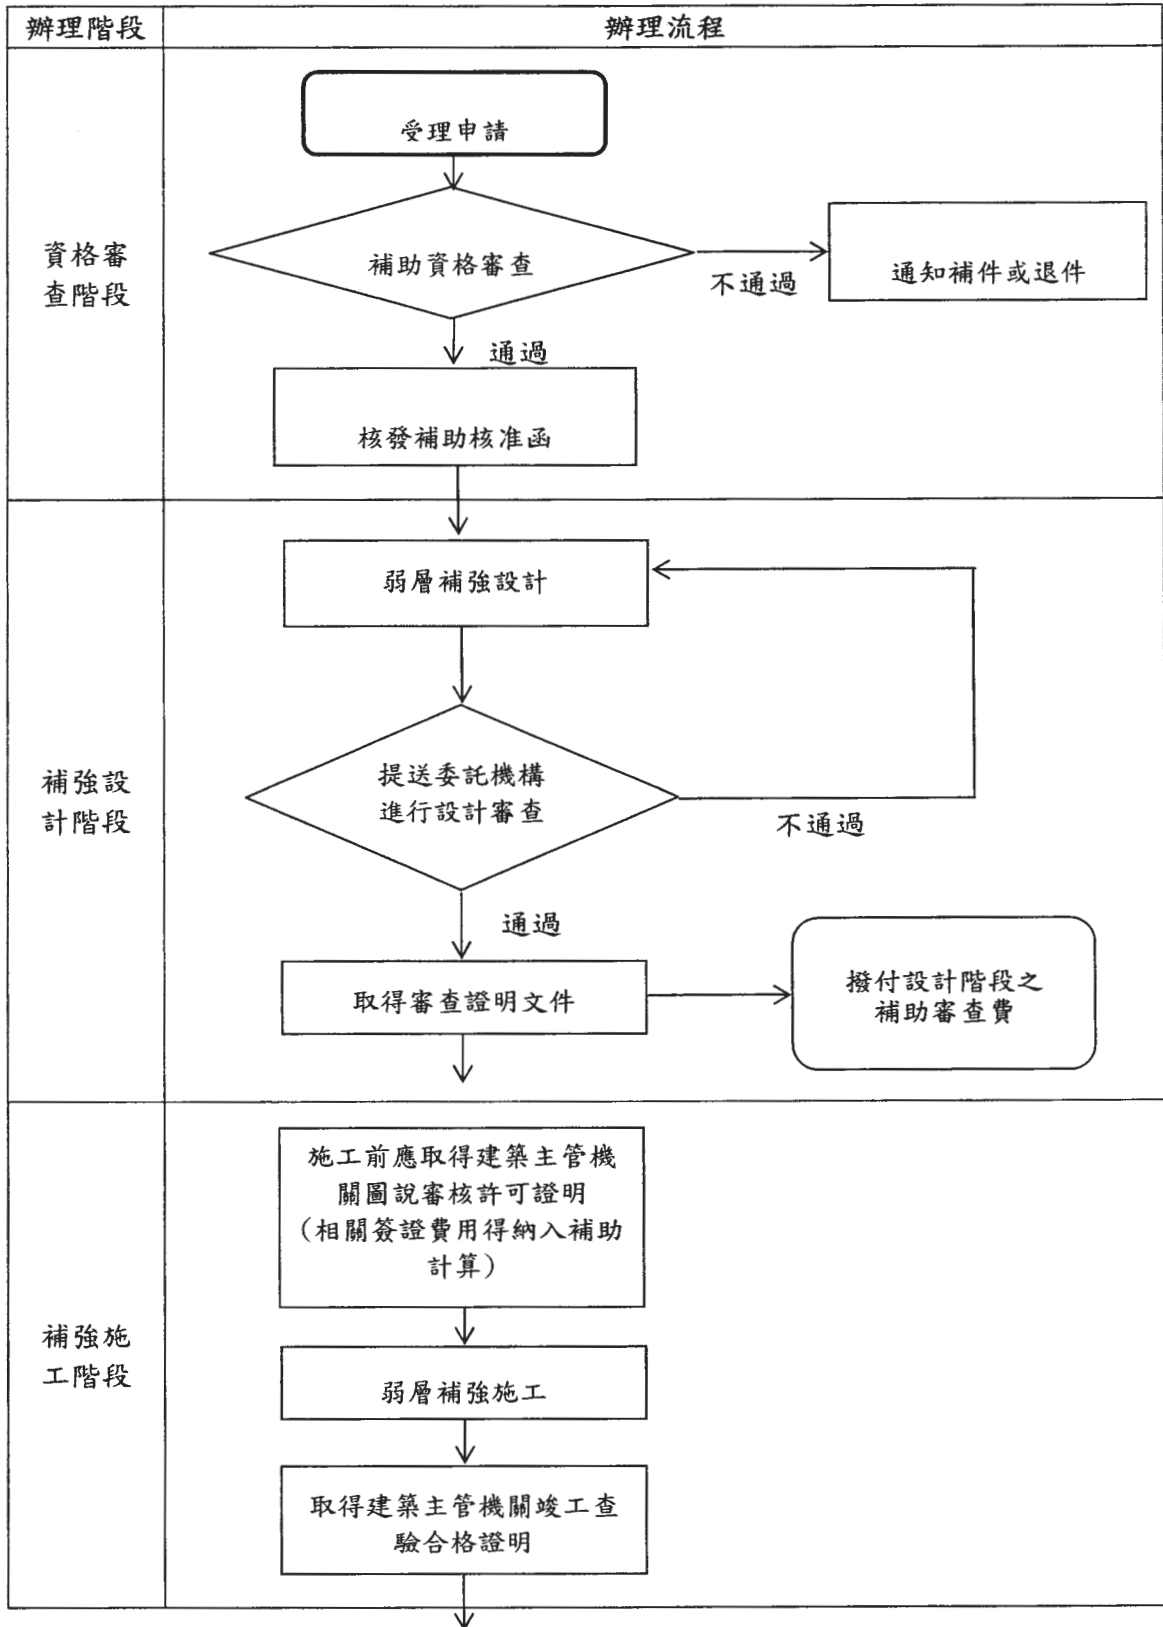 辦理階段
辦理流程
資格審
查階段
受理申請
補助資格審查
不通過
通知補件或退件
通過
核發補助核准函
補強設
計階段
弱層補強設計
提送委託機構
進行設計審查
不通過
通過
取得審查證明文件
撥付設計階段之
補助審查費
補強施
工階段
施工前應取得建築主管機
關圖說審核許可證明
(相關簽證費用得納入補助
計算)
弱層補強施工
取得建築主管機關竣工查
驗合格證明